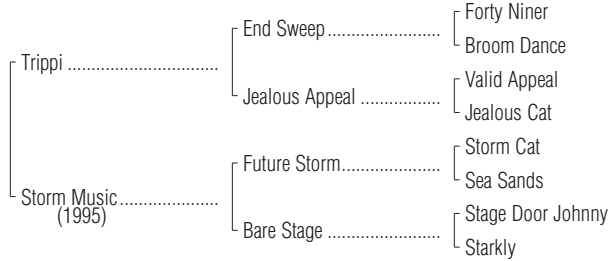 Forty Niner
End Sweep
Broom Dance
Trippi
Valid Appeal
Jealous Appeal
Jealous Cat
Storm Cat
Future Storm
Sea Sands
Storm Music
(1995)
Stage Door Johnny
Bare Stage
Starkly